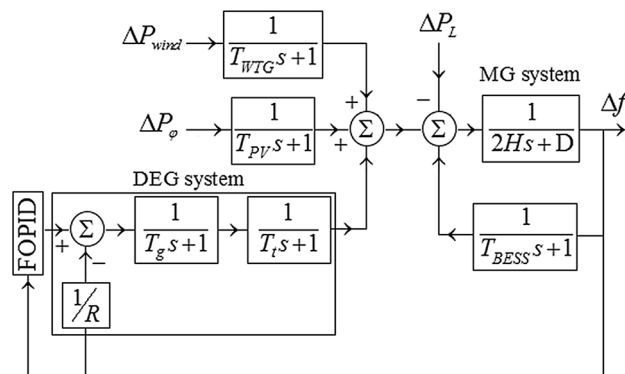 ΔP_L
ΔP_wind
1
T_WTG s+1
MG system
+
−
ΔP_φ
1
T_PV s+1
+
Σ
Σ
1
2Hs+D
Δf
DEG system
FOPID
+
Σ
−
1
T_g s+1
1
T_t s+1
1
T_BESS s+1
1/R